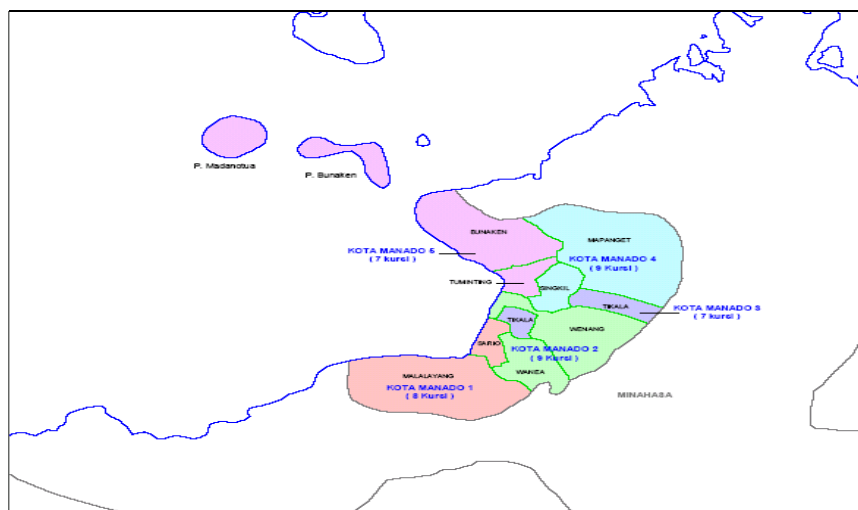 P. Madanotua
P. Bunaken
BUNAKEN
MAPANGET
KOTA MANADO 5
( 7 kursi )
KOTA MANADO 4
( 9 Kursi )
TUMINTING
SINGKIL
TIKALA
KOTA MANADO 3
( 7 kursi )
TIKALA
WENANG
SARIO
KOTA MANADO 2
( 9 Kursi )
MALALAYANG
WANEA
KOTA MANADO 1
( 8 Kursi )
MINAHASA